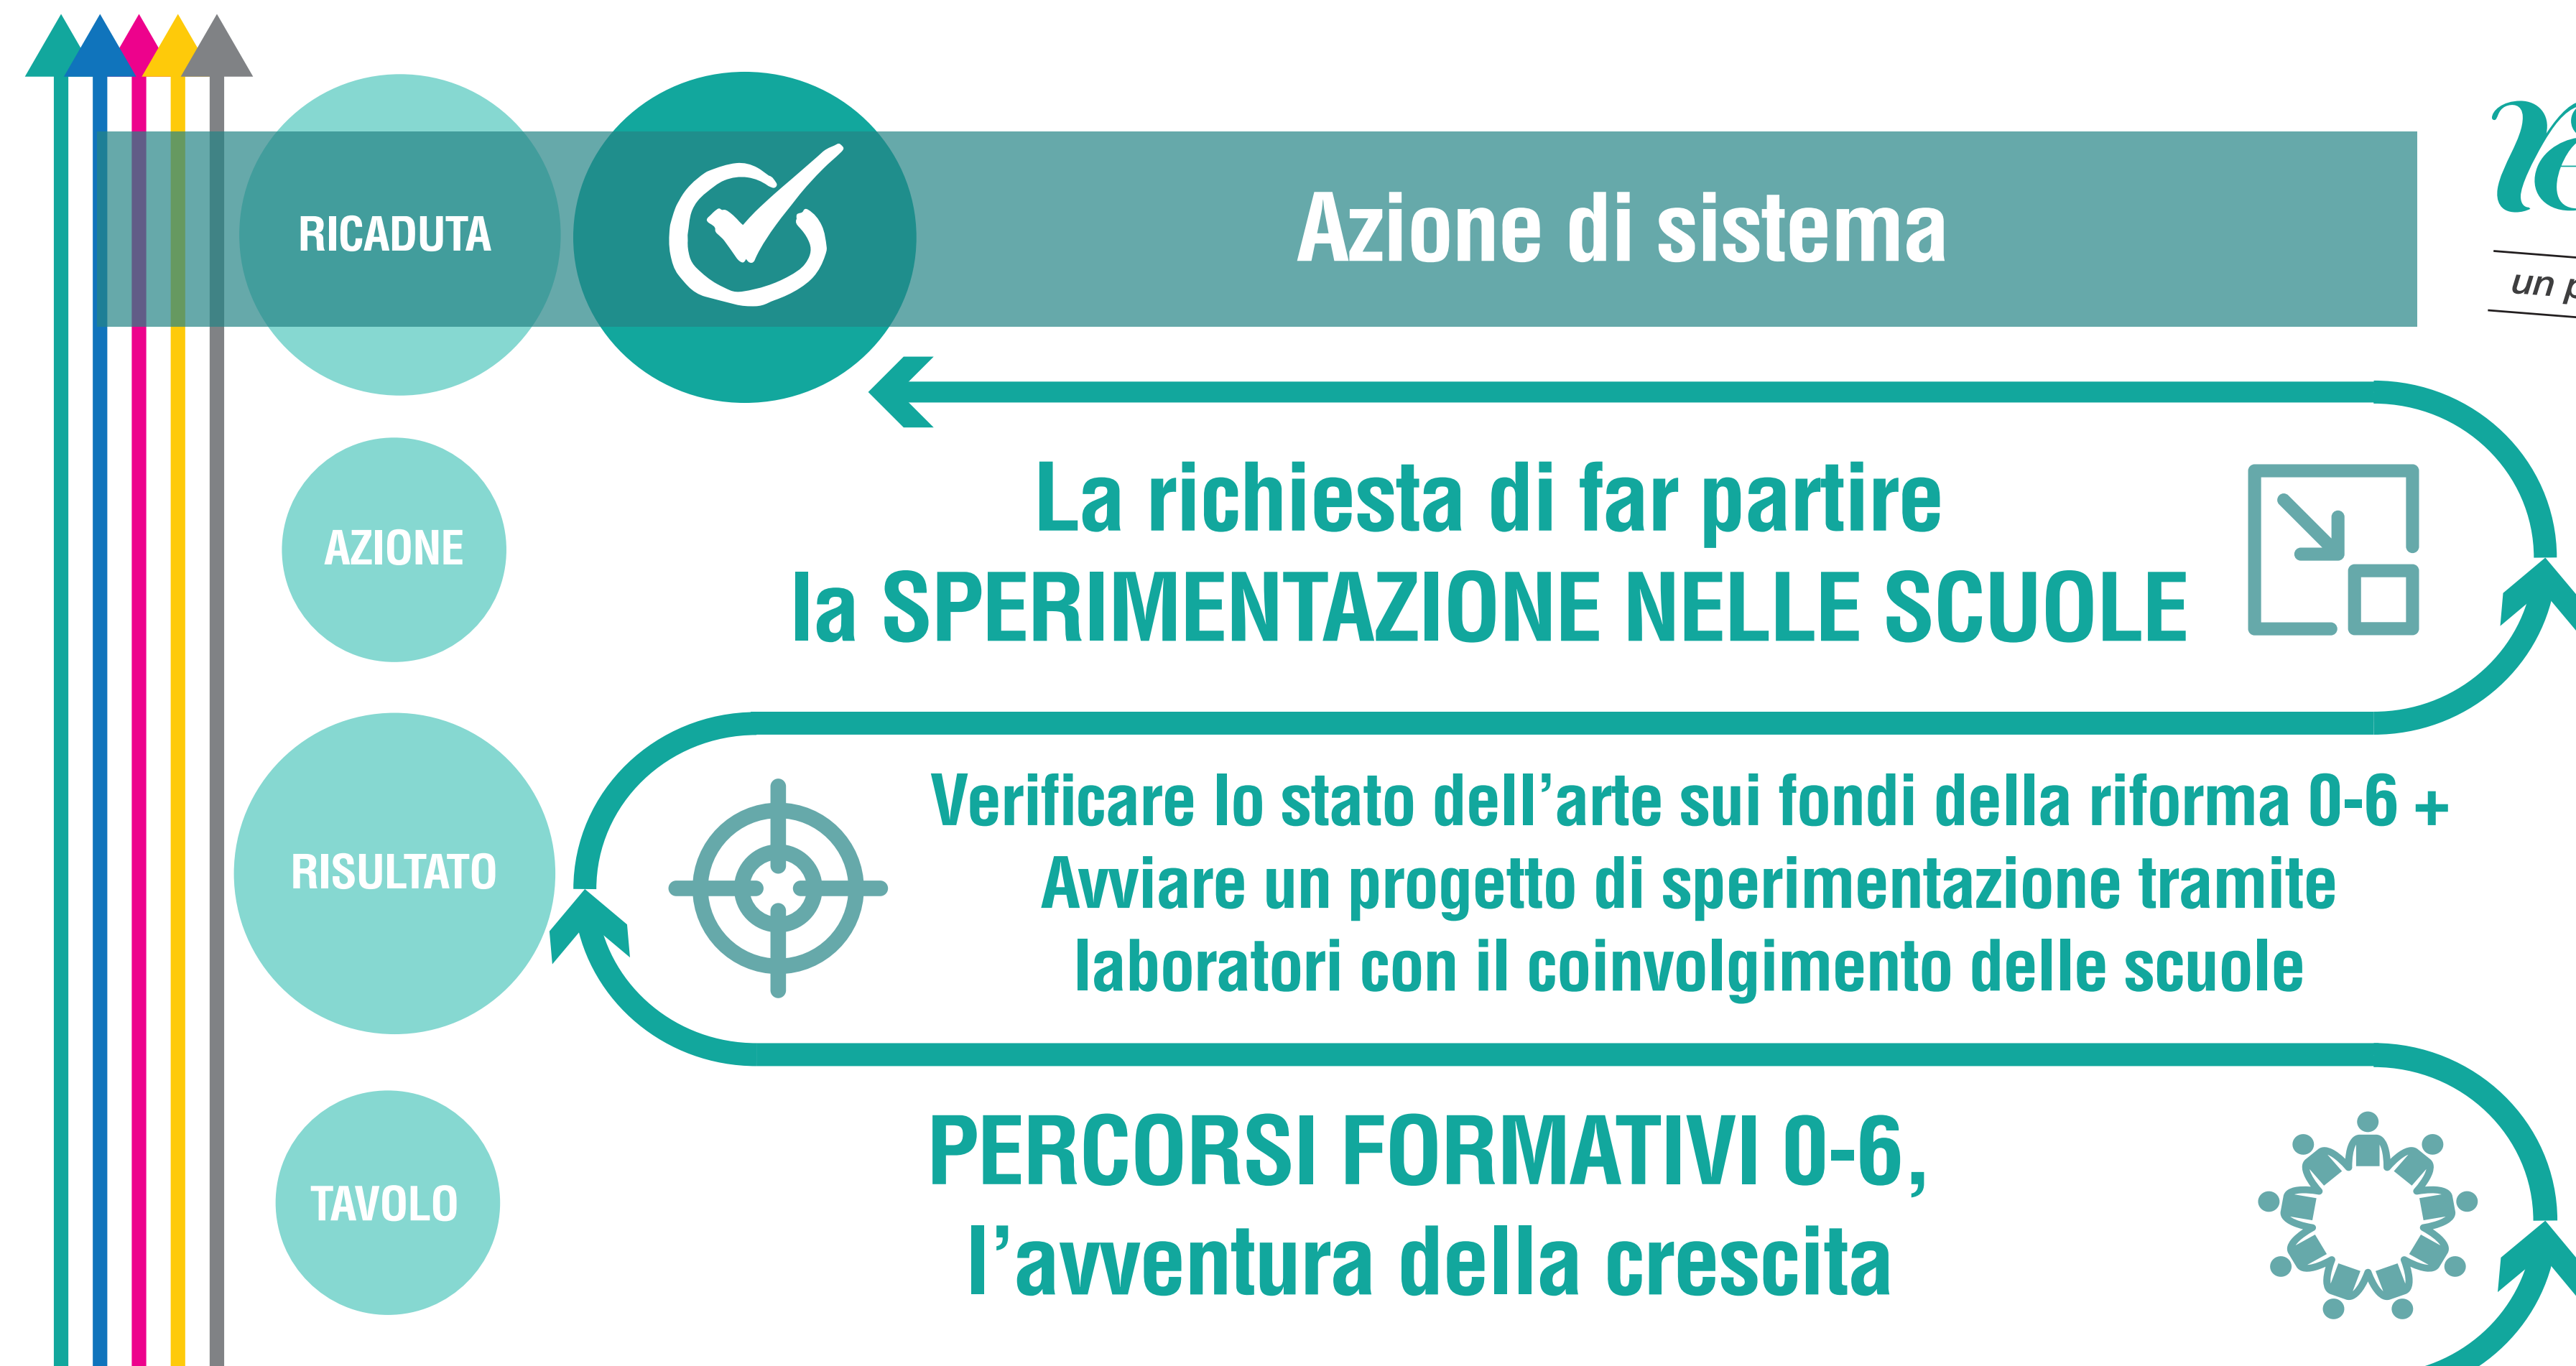 RICADUTA
Azione di sistema
un
AZIONE
La richiesta di far partire
la SPERIMENTAZIONE NELLE SCUOLE
RISULTATO
Verificare lo stato dell’arte sui fondi della riforma 0-6 +
Avviare un progetto di sperimentazione tramite
laboratori con il coinvolgimento delle scuole
TAVOLO
PERCORSI FORMATIVI 0-6,
l’avventura della crescita